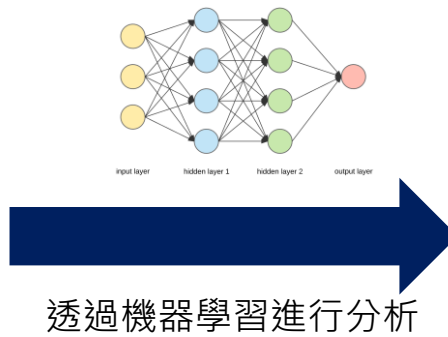 input layer hidden layer 1 hidden layer 2 output layer
透過機器學習進行分析